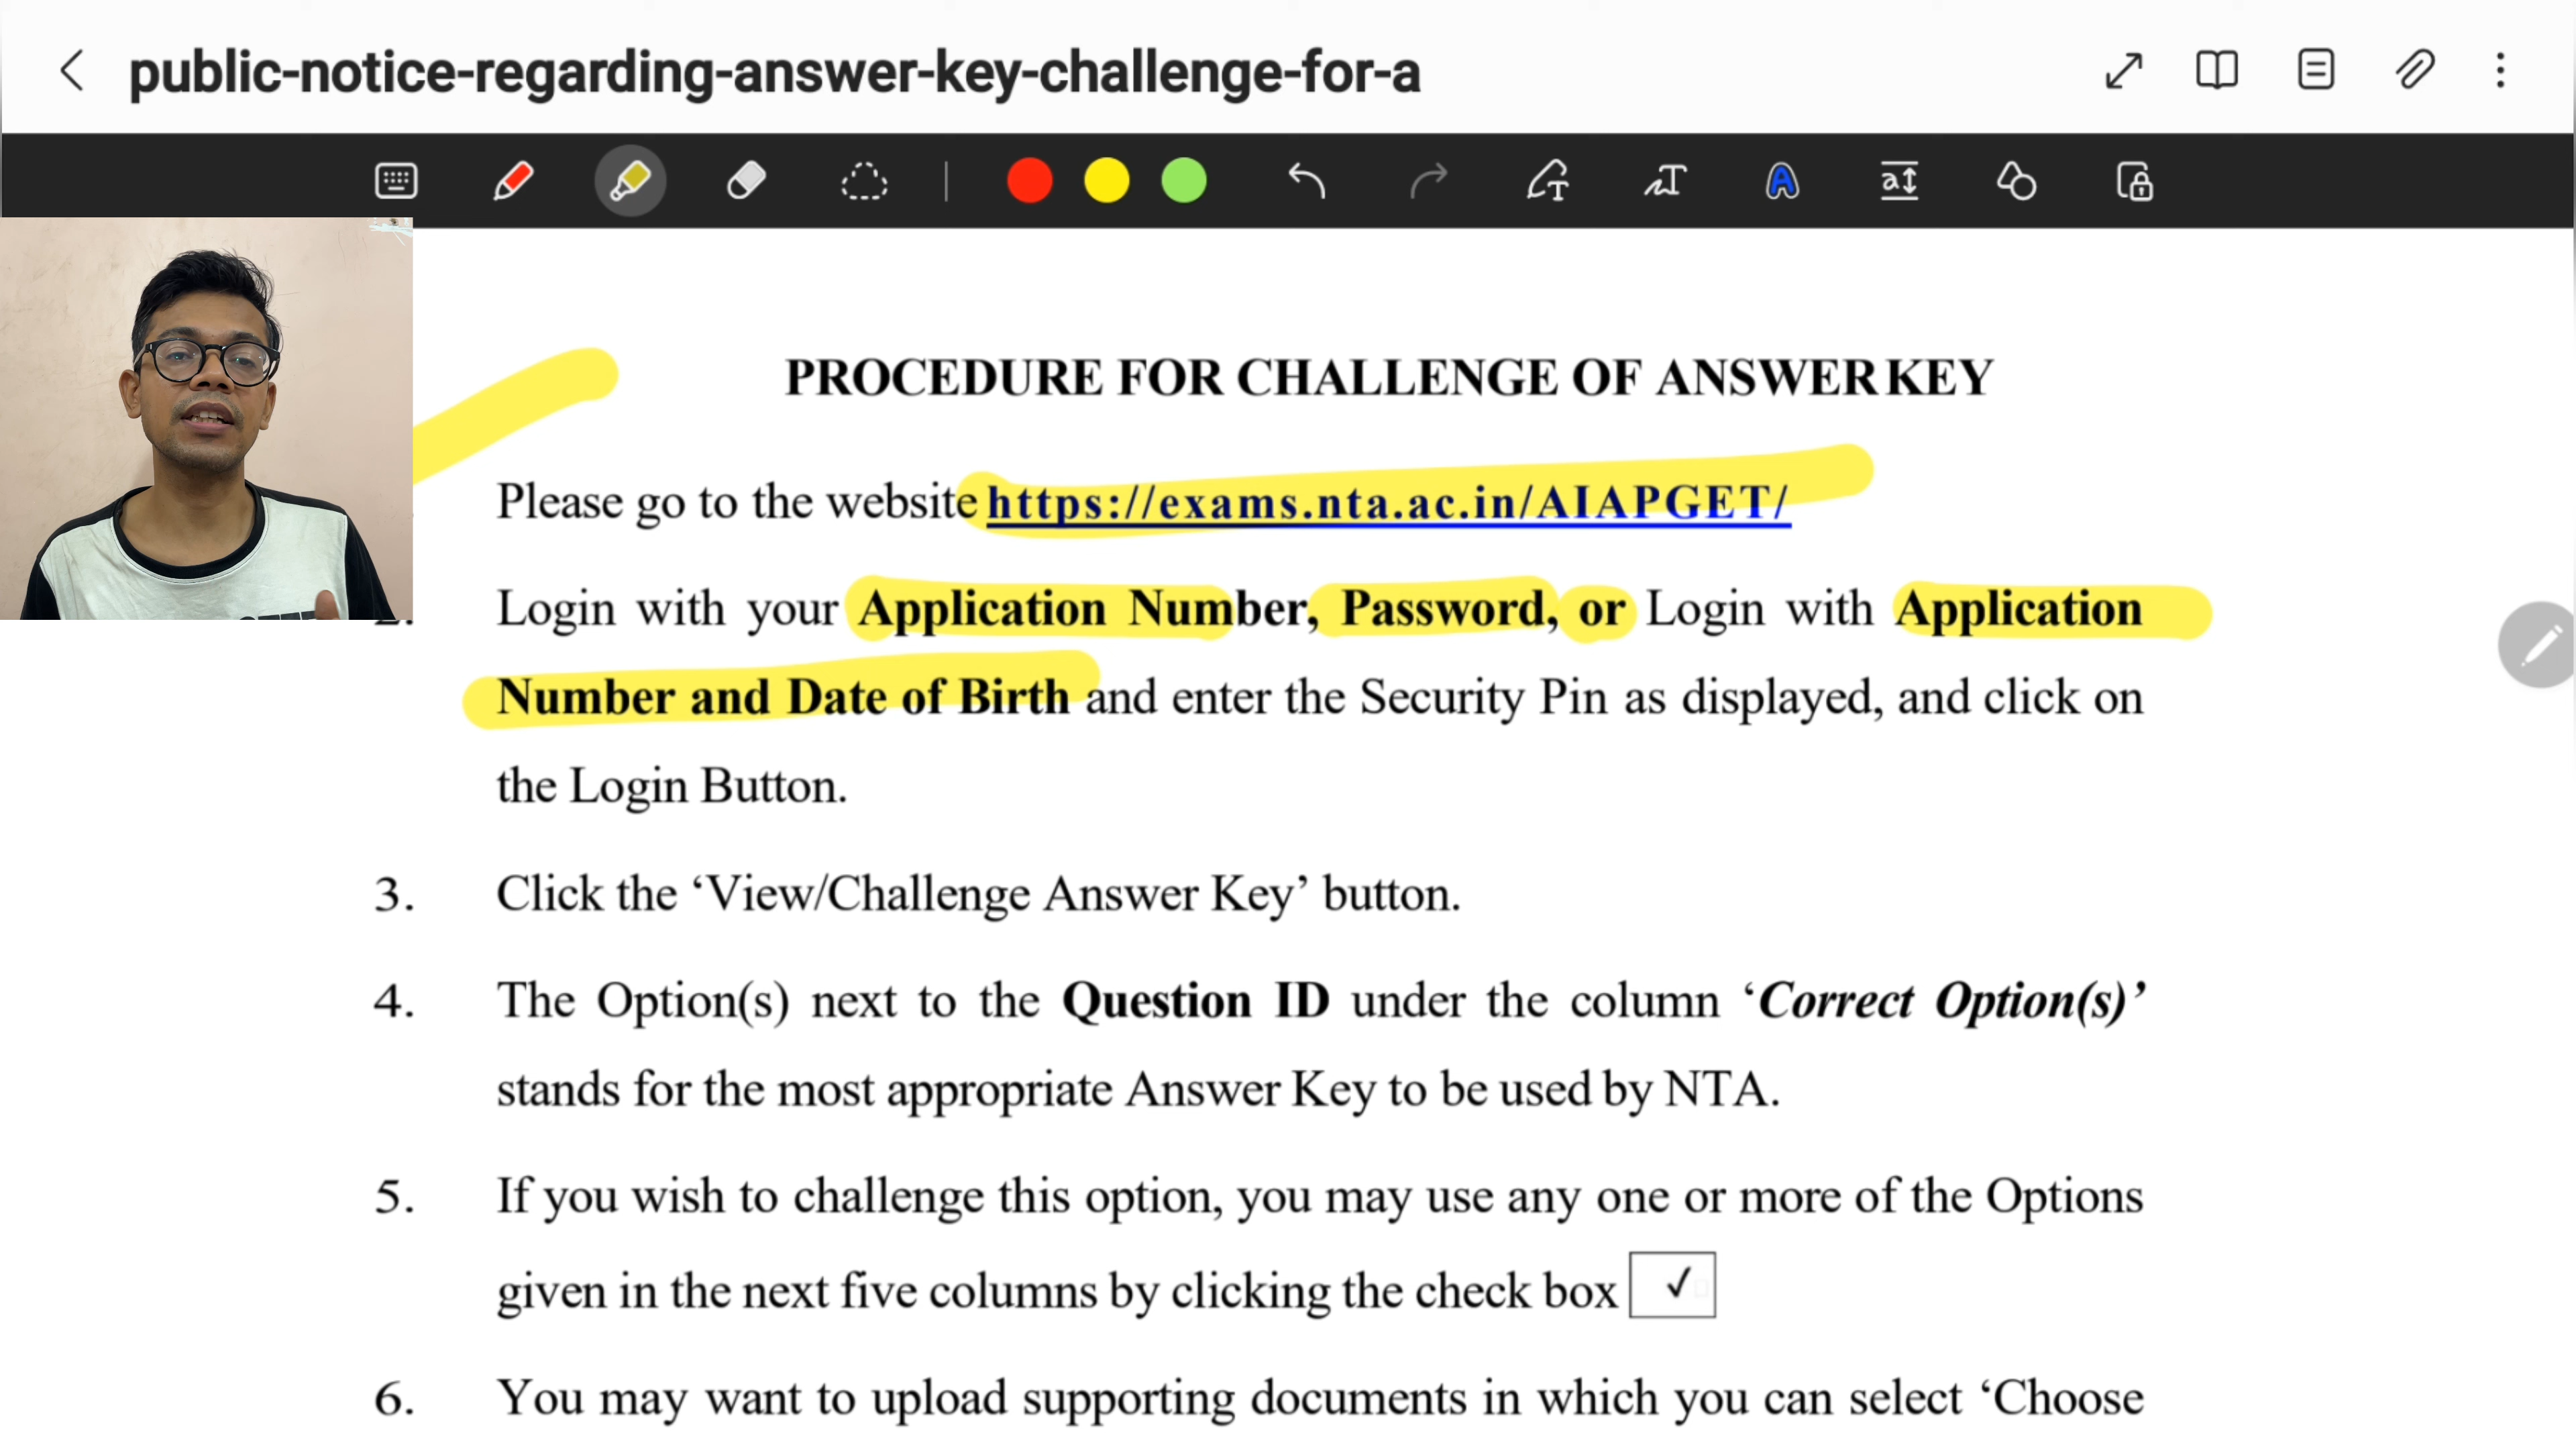 public-notice-regarding-answer-key-challenge-for-a
PROCEDURE FOR CHALLENGE OF ANSWER KEY
Please go to the website https://exams.nta.ac.in/AIAPGET/
Login with your Application Number, Password, or Login with Application
Number and Date of Birth and enter the Security Pin as displayed, and click on
the Login Button.
3. Click the ‘View/Challenge Answer Key’ button.
4. The Option(s) next to the Question ID under the column ‘Correct Option(s)’
stands for the most appropriate Answer Key to be used by NTA.
5. If you wish to challenge this option, you may use any one or more of the Options
given in the next five columns by clicking the check box ✓
6. You may want to upload supporting documents in which you can select ‘Choose